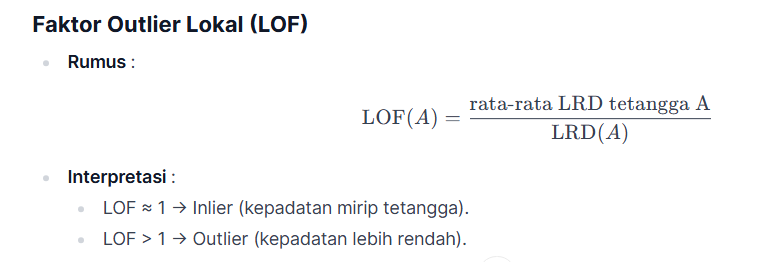 Faktor Outlier Lokal (LOF)
Rumus :
LOF(A) = rata-rata LRD tetangga A / LRD(A)
Interpretasi :
LOF ≈ 1 → Inlier (kepadatan mirip tetangga).
LOF > 1 → Outlier (kepadatan lebih rendah).